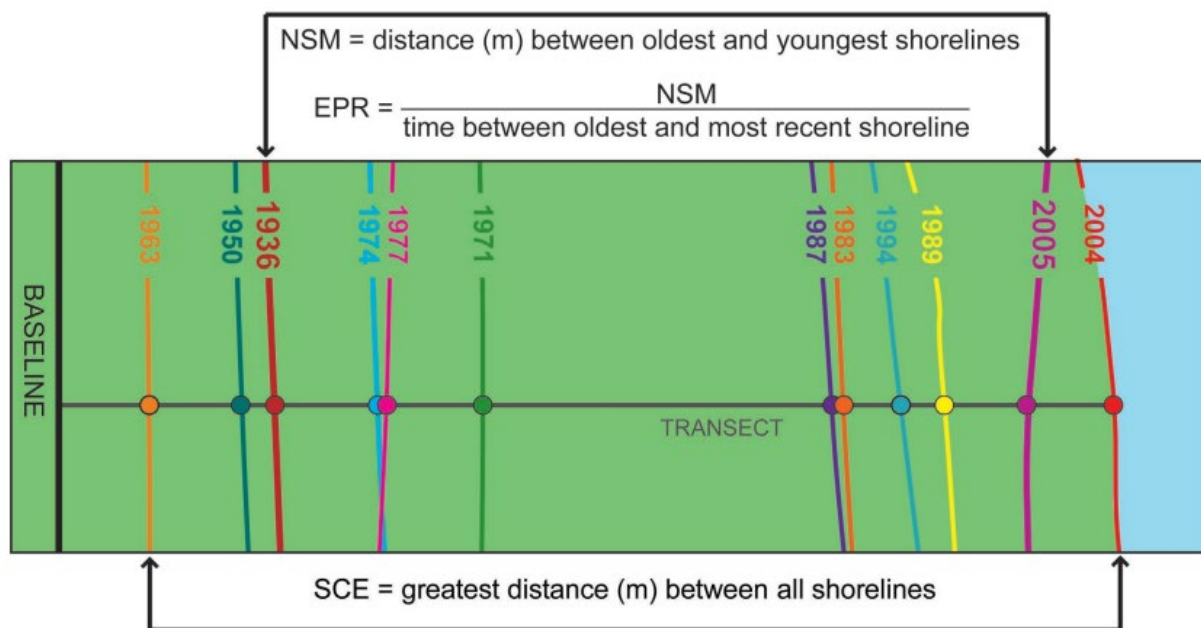 NSM = distance (m) between oldest and youngest shorelines
EPR = NSM
time between oldest and most recent shoreline
BASELINE
1963
1950
1936
1974
1977
1971
1987
1983
1994
1989
2005
2004
TRANSECT
SCE = greatest distance (m) between all shorelines